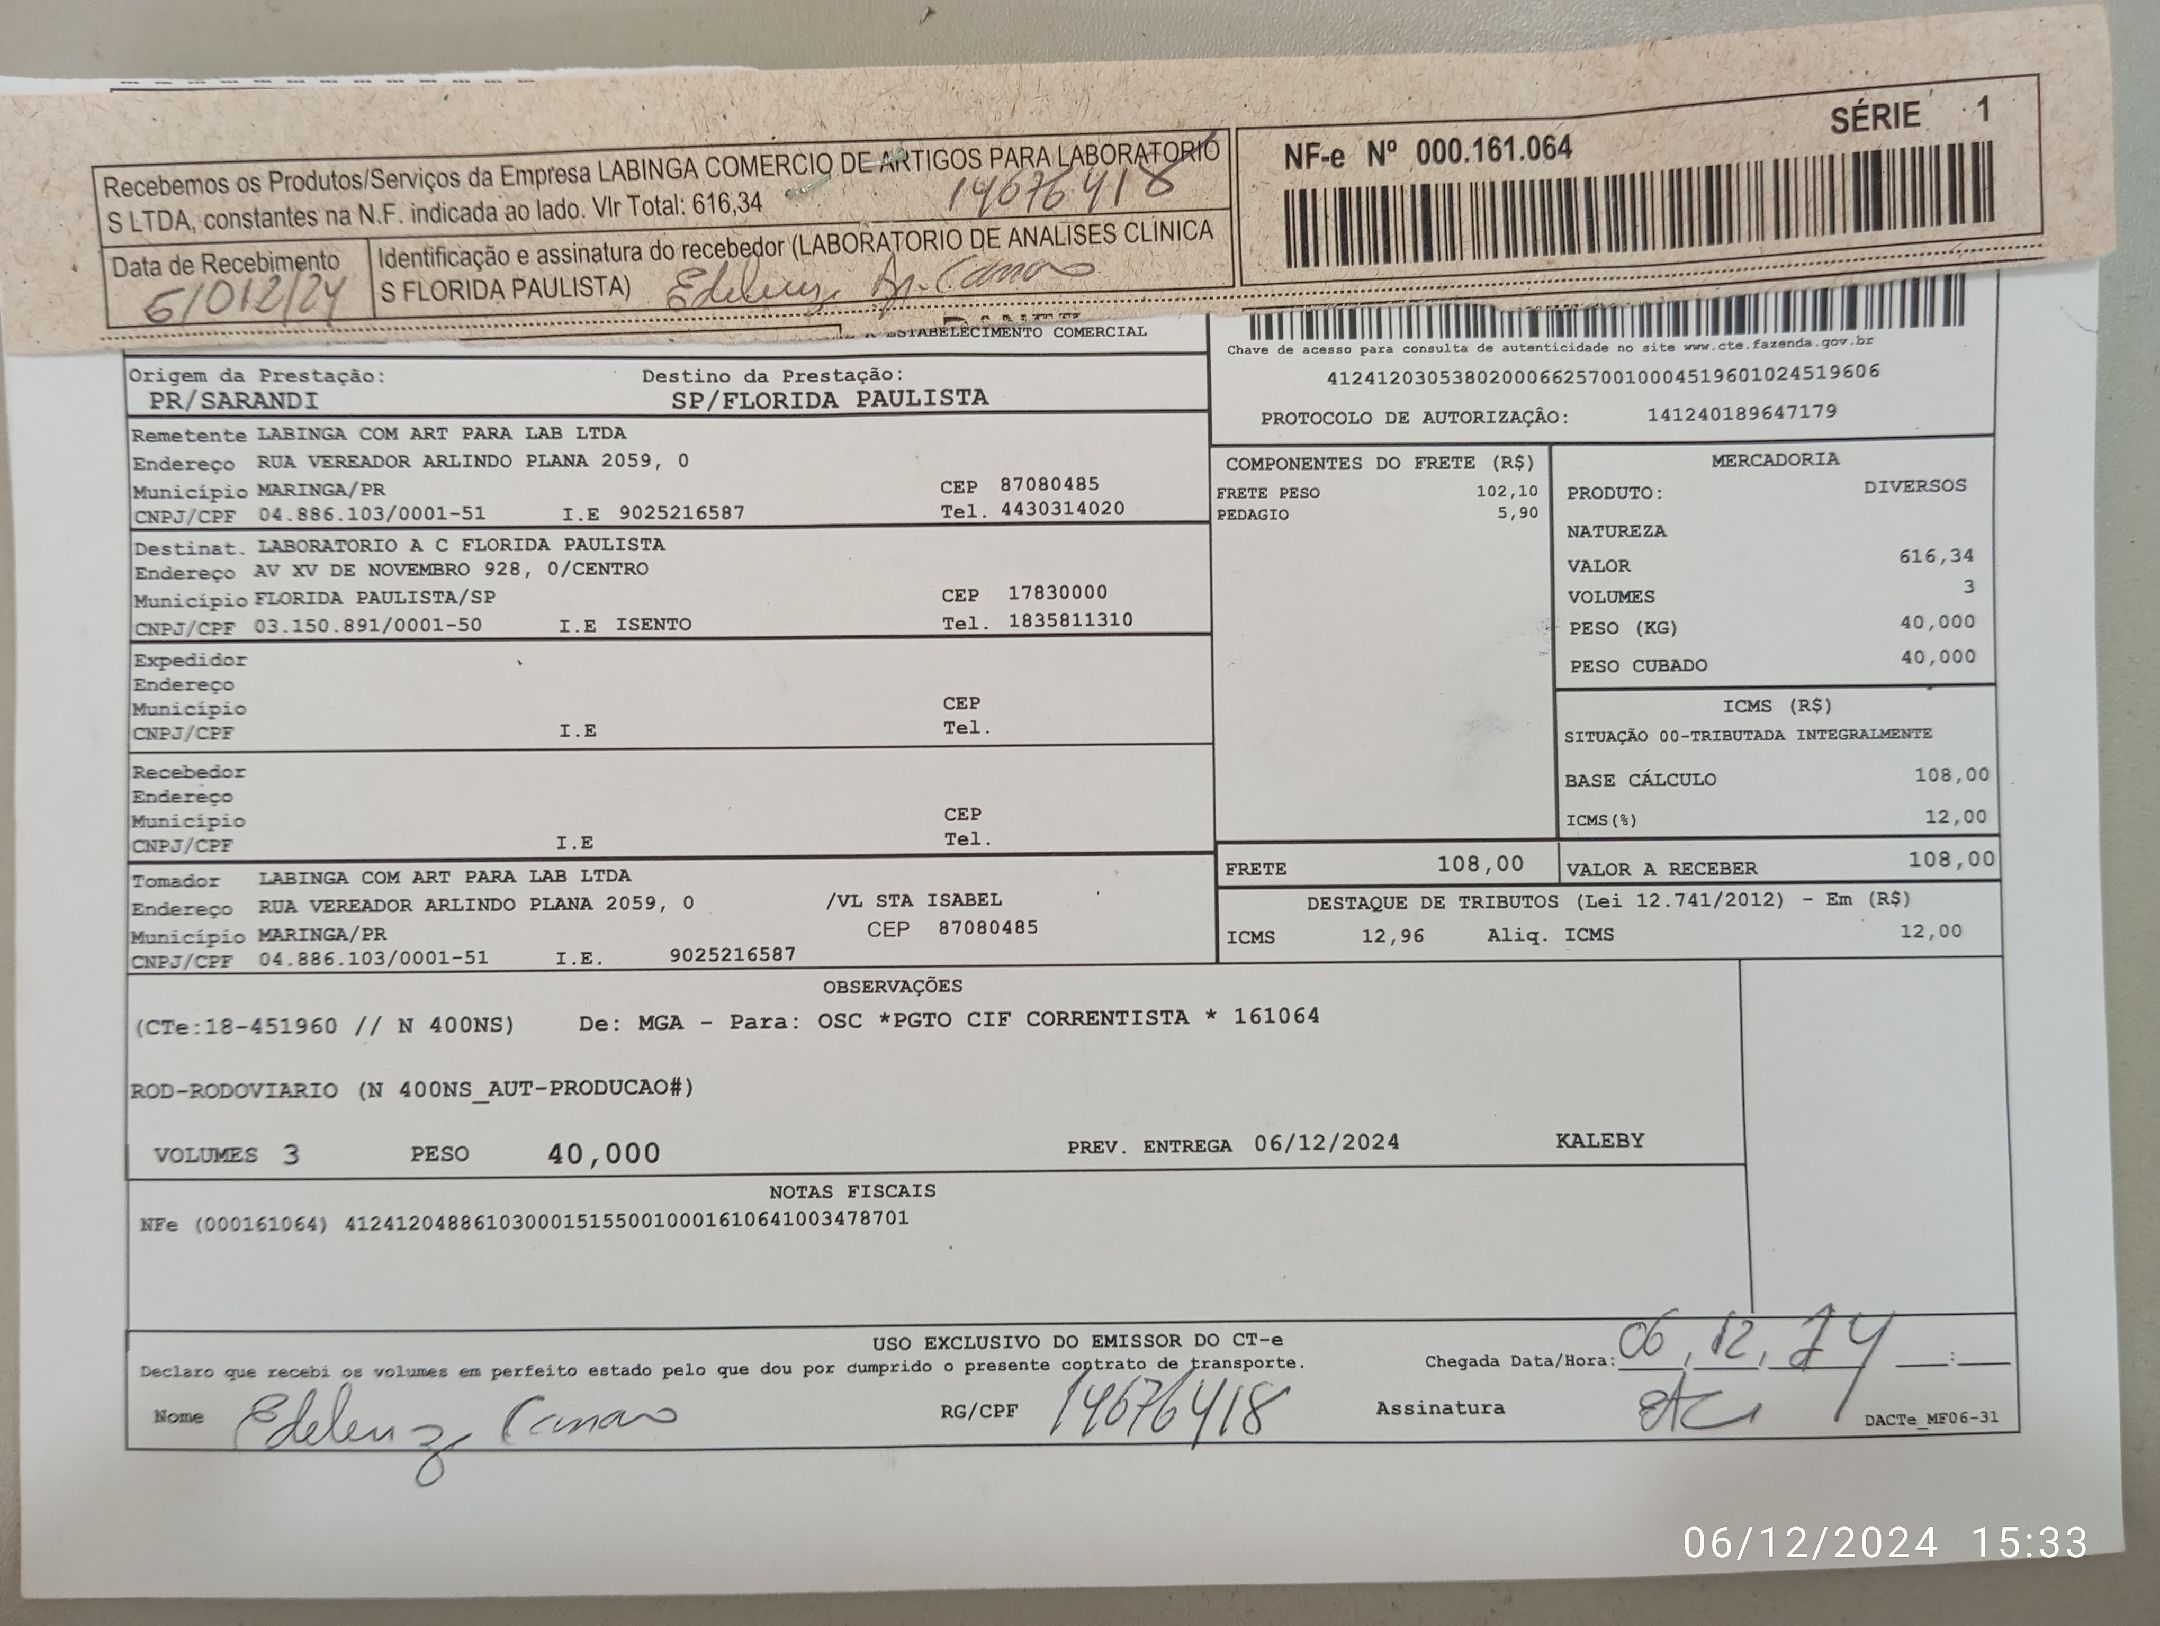 SÉRIE 1
NF-e Nº 000.161.064
Recebemos os Produtos/Serviços da Empresa LABINGA COMERCIO DE ARTIGOS PARA LABORATORIO
S LTDA, constantes na N.F. indicada ao lado. Vlr Total: 616,34
14676418
Data de Recebimento
6/012/24
Identificação e assinatura do recebedor (LABORATORIO DE ANALISES CLÍNICA
S FLORIDA PAULISTA)
ESTABELECIMENTO COMERCIAL
Chave de acesso para consulta de autenticidade no site www.cte.fazenda.gov.br
41241203053802000662570010004519601024519606
PROTOCOLO DE AUTORIZAÇÃO: 141240189647179
Origem da Prestação: Destino da Prestação:
PR/SARANDI SP/FLORIDA PAULISTA
Remetente LABINGA COM ART PARA LAB LTDA
Endereço RUA VEREADOR ARLINDO PLANA 2059, 0
Município MARINGA/PR CEP 87080485
CNPJ/CPF 04.886.103/0001-51 I.E 9025216587 Tel. 4430314020
Destinat. LABORATORIO A C FLORIDA PAULISTA
Endereço AV XV DE NOVEMBRO 928, 0/CENTRO
Município FLORIDA PAULISTA/SP CEP 17830000
CNPJ/CPF 03.150.891/0001-50 I.E ISENTO Tel. 1835811310
Expedidor
Endereço
Município CEP
CNPJ/CPF I.E Tel.
Recebedor
Endereço
Município CEP
CNPJ/CPF I.E Tel.
Tomador LABINGA COM ART PARA LAB LTDA
Endereço RUA VEREADOR ARLINDO PLANA 2059, 0 /VL STA ISABEL
Município MARINGA/PR CEP 87080485
CNPJ/CPF 04.886.103/0001-51 I.E. 9025216587
COMPONENTES DO FRETE (R$)
FRETE PESO 102,10
PEDAGIO 5,90
MERCADORIA
PRODUTO: DIVERSOS
NATUREZA
VALOR 616,34
VOLUMES 3
PESO (KG) 40,000
PESO CUBADO 40,000
ICMS (R$)
SITUAÇÃO 00-TRIBUTADA INTEGRALMENTE
BASE CÁLCULO 108,00
ICMS(%) 12,00
FRETE 108,00 VALOR A RECEBER 108,00
DESTAQUE DE TRIBUTOS (Lei 12.741/2012) - Em (R$)
ICMS 12,96 Aliq. ICMS 12,00
OBSERVAÇÕES
(CTe:18-451960 // N 400NS) De: MGA - Para: OSC *PGTO CIF CORRENTISTA * 161064
ROD-RODOVIARIO (N 400NS_AUT-PRODUCAO#)
VOLUMES 3 PESO 40,000 PREV. ENTREGA 06/12/2024 KALEBY
NOTAS FISCAIS
NFe (000161064) 41241204886103000151550010001610641003478701
USO EXCLUSIVO DO EMISSOR DO CT-e
Declaro que recebi os volumes em perfeito estado pelo que dou por cumprido o presente contrato de transporte.
Chegada Data/Hora: 06, 12, 24 :
Nome RG/CPF 14676418 Assinatura
DACTe_MF06-31
06/12/2024 15:33